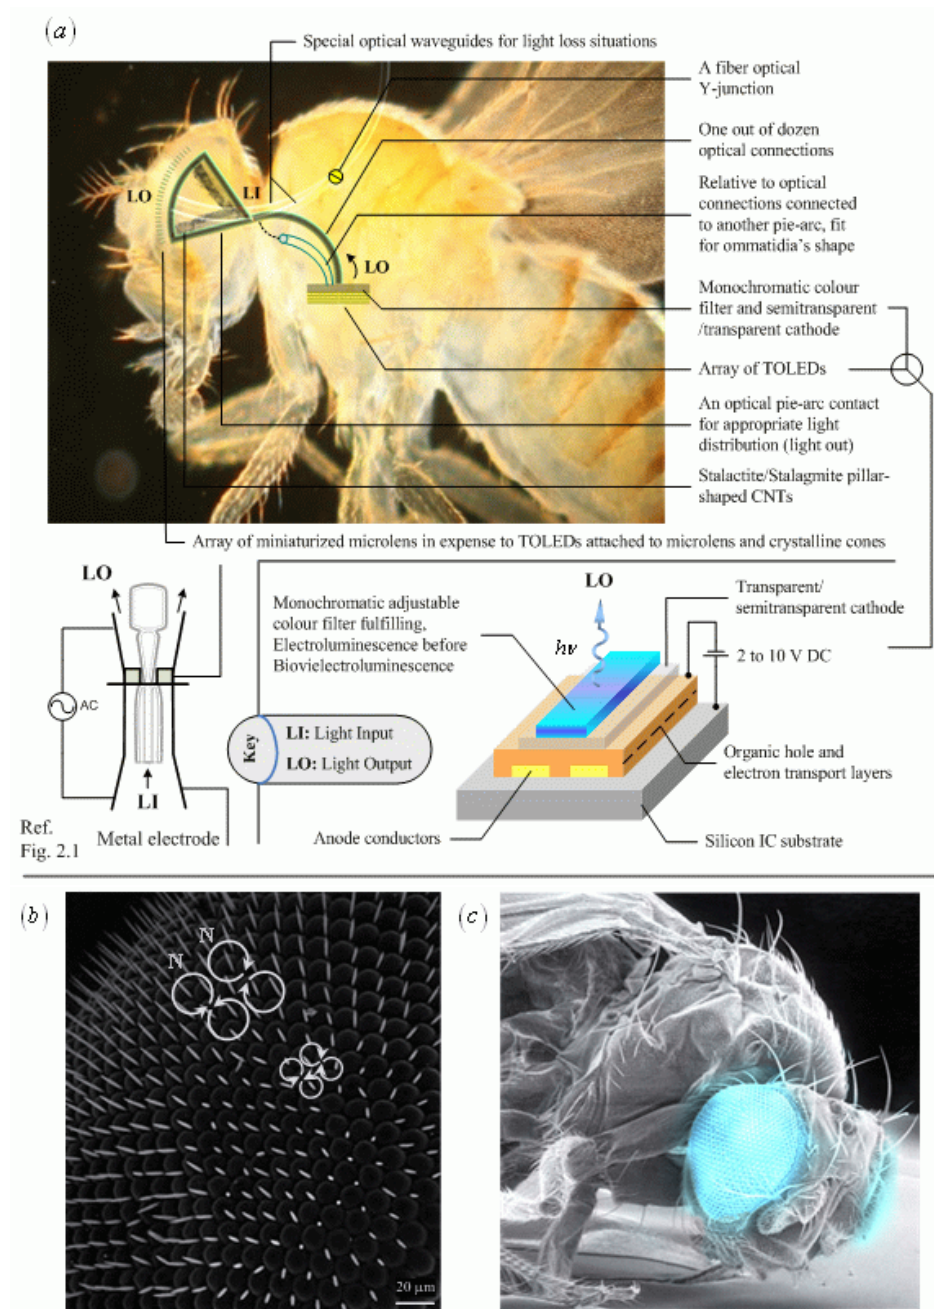 (a)
Special optical waveguides for light loss situations
A fiber optical
Y-junction
One out of dozen
optical connections
Relative to optical
connections connected
to another pie-arc, fit
for ommatidia's shape
LO
LI
LO
Monochromatic colour
filter and semitransparent
/transparent cathode
Array of TOLEDs
An optical pie-arc contact
for appropriate light
distribution (light out)
Stalactite/Stalagmite pillar-
shaped CNTs
Array of miniaturized microlens in expense to TOLEDs attached to microlens and crystalline cones
LO
AC
LI
Ref.
Fig. 2.1
Metal electrode
Monochromatic adjustable
colour filter fulfilling,
Electroluminescence before
Biovielectroluminescence
LO
hν
Transparent/
semitransparent cathode
2 to 10 V DC
Key
LI: Light Input
LO: Light Output
Organic hole and
electron transport layers
Anode conductors
Silicon IC substrate
(b)
N
N
20 µm
(c)